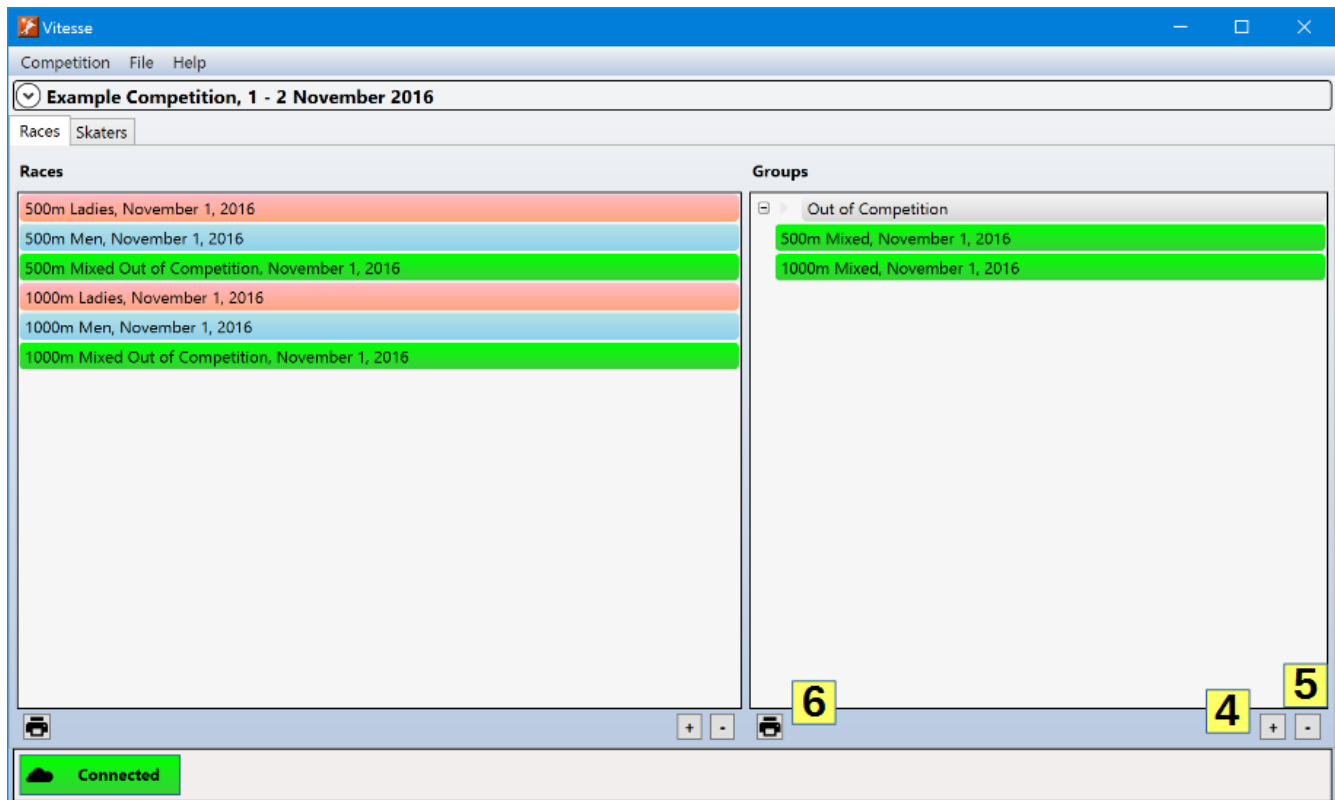 Vitesse
Competition File Help
Example Competition, 1 - 2 November 2016
Races Skaters
Races
500m Ladies, November 1, 2016
500m Men, November 1, 2016
500m Mixed Out of Competition, November 1, 2016
1000m Ladies, November 1, 2016
1000m Men, November 1, 2016
1000m Mixed Out of Competition, November 1, 2016
Groups
Out of Competition
500m Mixed, November 1, 2016
1000m Mixed, November 1, 2016
6
4
5
+ -
+ -
Connected